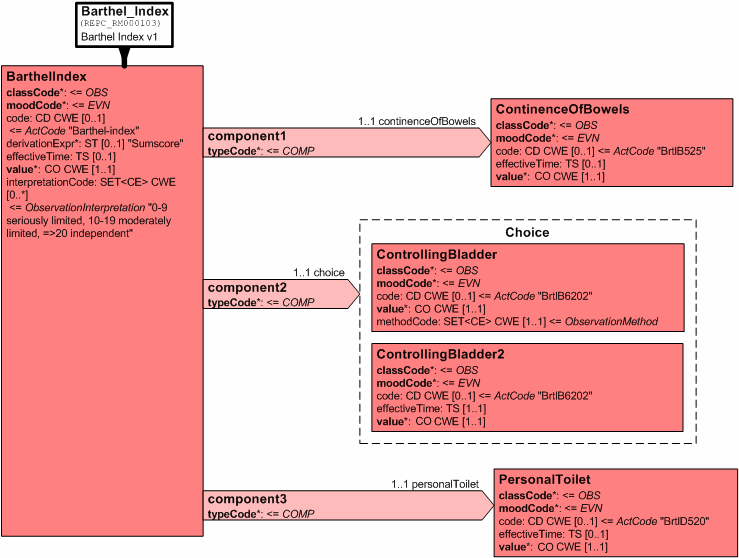 Barthel_Index
(REPC_RM000103)
Barthel Index v1
BarthelIndex
classCode*: <= OBS
moodCode*: <= EVN
code: CD CWE [0..1]
<= ActCode "Barthel-index"
derivationExpr*: ST [0..1] "Sumscore"
effectiveTime: TS [0..1]
value*: CO CWE [1..1]
interpretationCode: SET<CE> CWE
[0..*]
<= ObservationInterpretation "0-9
seriously limited, 10-19 moderately
limited, =>20 independent"
1..1 continenceOfBowels
component1
typeCode*: <= COMP
ContinenceOfBowels
classCode*: <= OBS
moodCode*: <= EVN
code: CD CWE [0..1] <= ActCode "BrtlB525"
effectiveTime: TS [0..1]
value*: CO CWE [1..1]
1..1 choice
component2
typeCode*: <= COMP
Choice
ControllingBladder
classCode*: <= OBS
moodCode*: <= EVN
code: CD CWE [0..1] <= ActCode "BrtlB6202"
value*: CO CWE [1..1]
methodCode: SET<CE> CWE [1..1] <= ObservationMethod
ControllingBladder2
classCode*: <= OBS
moodCode*: <= EVN
code: CD CWE [0..1] <= ActCode "BrtlB6202"
effectiveTime: TS [1..1]
value*: CO CWE [1..1]
1..1 personalToilet
component3
typeCode*: <= COMP
PersonalToilet
classCode*: <= OBS
moodCode*: <= EVN
code: CD CWE [0..1] <= ActCode "BrtlD520"
effectiveTime: TS [0..1]
value*: CO CWE [1..1]